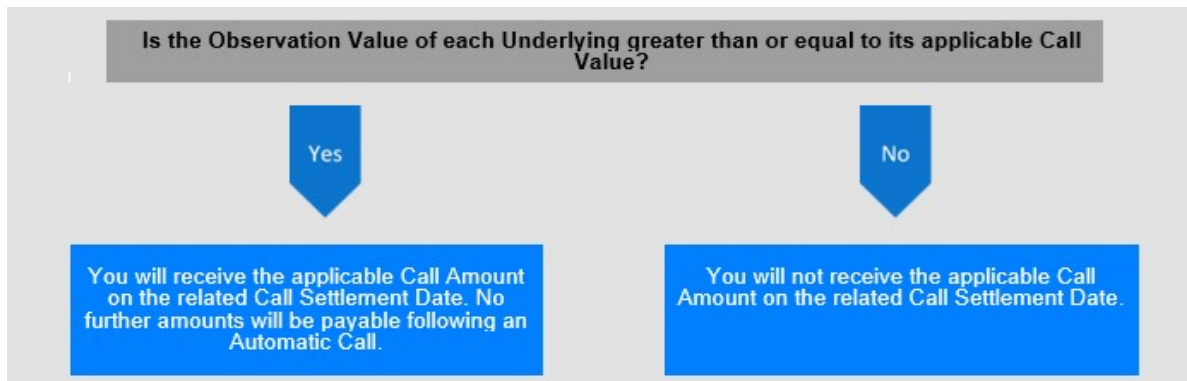 Is the Observation Value of each Underlying greater than or equal to its applicable Call
Value?
Yes
No
You will receive the applicable Call Amount
on the related Call Settlement Date. No
further amounts will be payable following an
Automatic Call.
You will not receive the applicable Call
Amount on the related Call Settlement Date.